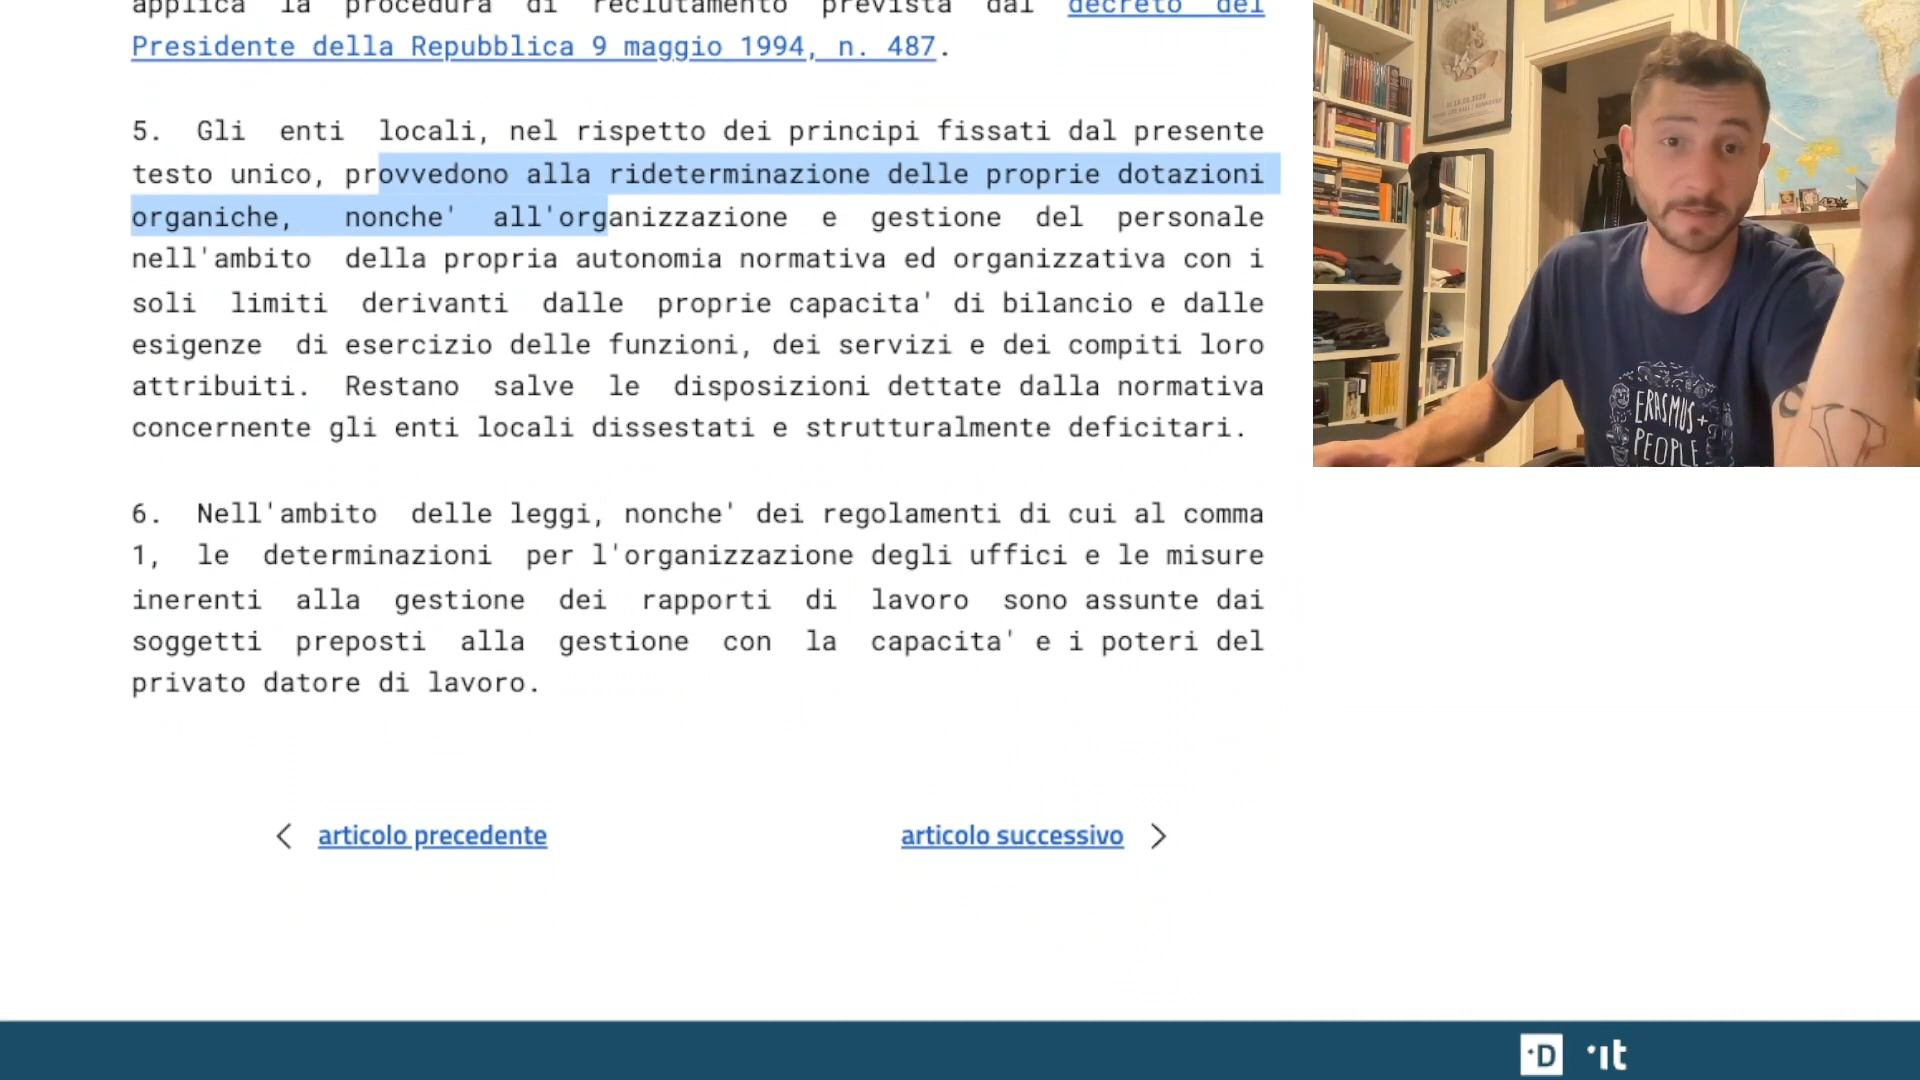 applica la procedura di reclutamento prevista dal decreto del
Presidente della Repubblica 9 maggio 1994, n. 487.
5. Gli enti locali, nel rispetto dei principi fissati dal presente
testo unico, provvedono alla rideterminazione delle proprie dotazioni
organiche, nonche' all'organizzazione e gestione del personale
nell'ambito della propria autonomia normativa ed organizzativa con i
soli limiti derivanti dalle proprie capacita' di bilancio e dalle
esigenze di esercizio delle funzioni, dei servizi e dei compiti loro
attribuiti. Restano salve le disposizioni dettate dalla normativa
concernente gli enti locali dissestati e strutturalmente deficitari.
6. Nell'ambito delle leggi, nonche' dei regolamenti di cui al comma
1, le determinazioni per l'organizzazione degli uffici e le misure
inerenti alla gestione dei rapporti di lavoro sono assunte dai
soggetti preposti alla gestione con la capacita' e i poteri del
privato datore di lavoro.
articolo precedente
articolo successivo
ERASMUS+
PEOPLE
D
it